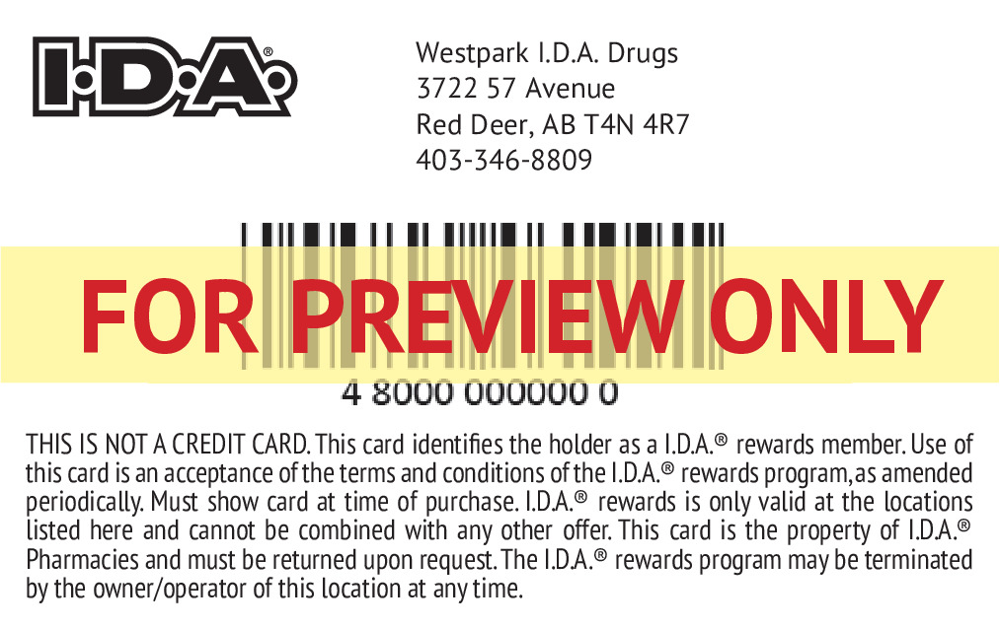 I·D·A·®
Westpark I.D.A. Drugs
3722 57 Avenue
Red Deer, AB T4N 4R7
403-346-8809
FOR PREVIEW ONLY
4 8000 000000 0
THIS IS NOT A CREDIT CARD. This card identifies the holder as a I.D.A.® rewards member. Use of
this card is an acceptance of the terms and conditions of the I.D.A.® rewards program, as amended
periodically. Must show card at time of purchase. I.D.A.® rewards is only valid at the locations
listed here and cannot be combined with any other offer. This card is the property of I.D.A.®
Pharmacies and must be returned upon request. The I.D.A.® rewards program may be terminated
by the owner/operator of this location at any time.